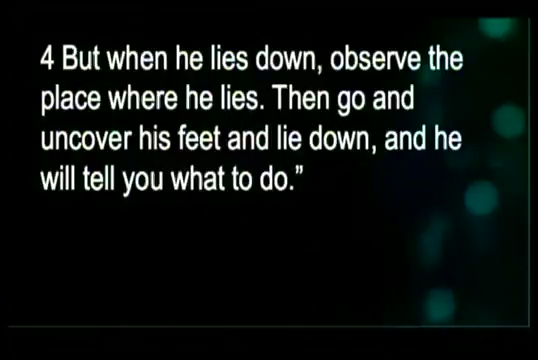 4 But when he lies down, observe the
place where he lies. Then go and
uncover his feet and lie down, and he
will tell you what to do.”